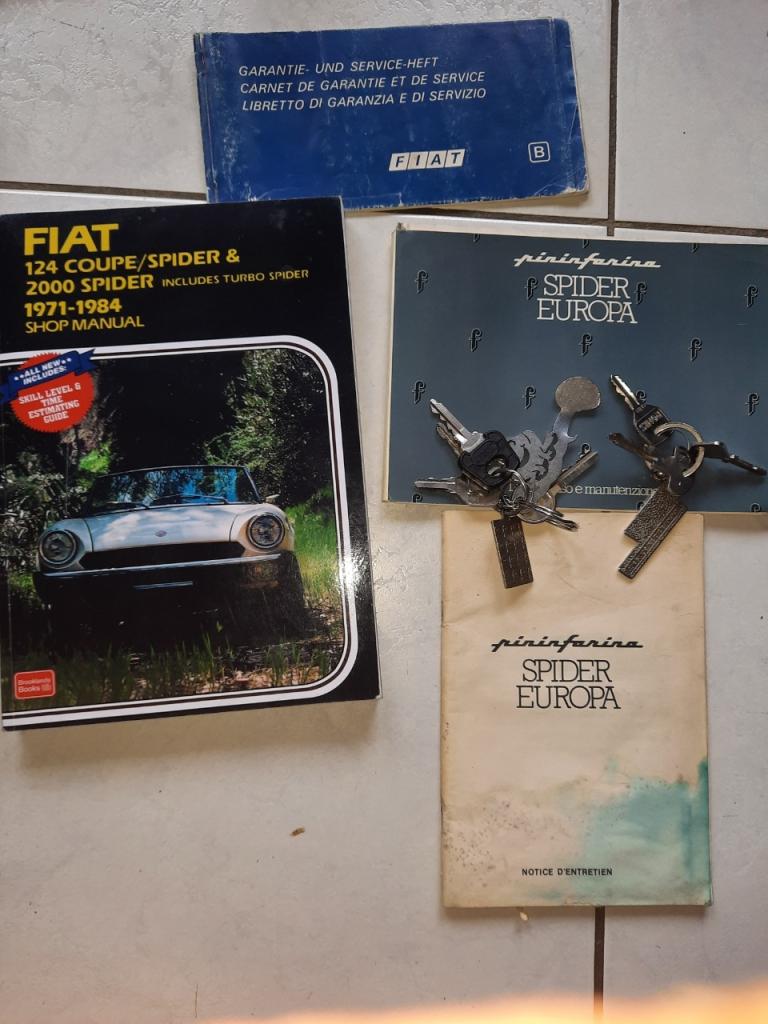 GARANTIE- UND SERVICE-HEFT
CARNET DE GARANTIE ET DE SERVICE
LIBRETTO DI GARANZIA E DI SERVIZIO
FIAT
B
FIAT
124 COUPE/SPIDER &
2000 SPIDER INCLUDES TURBO SPIDER
1971-1984
SHOP MANUAL
ALL NEW
INCLUDES:
SKILL LEVEL &
TIME
ESTIMATING
GUIDE
Brooklands
Books
pininfarina
SPIDER
EUROPA
e manutenzione
pininfarina
SPIDER
EUROPA
NOTICE D'ENTRETIEN